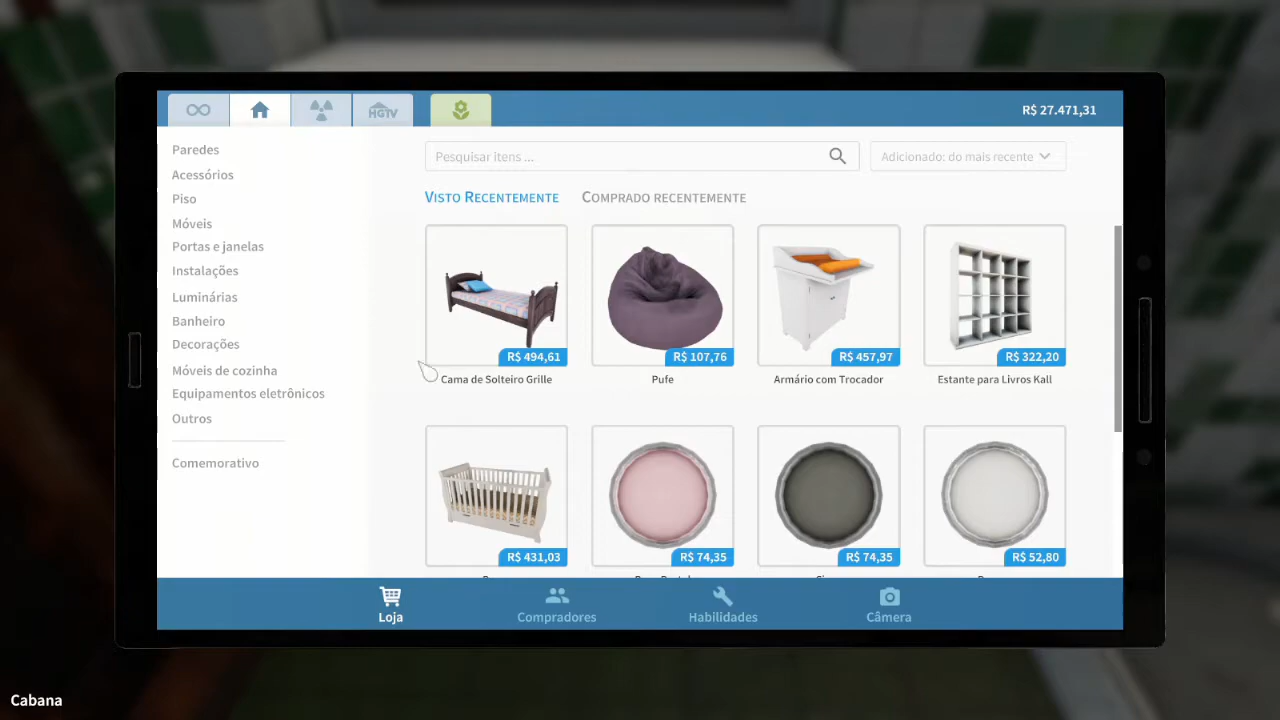 HGTV
R$ 27.471,31
Paredes
Acessórios
Piso
Móveis
Portas e janelas
Instalações
Luminárias
Banheiro
Decorações
Móveis de cozinha
Equipamentos eletrônicos
Outros
Comemorativo
Pesquisar itens ...
Adicionado: do mais recente
VISTO RECENTEMENTE
COMPRADO RECENTEMENTE
R$ 494,61
R$ 107,76
R$ 457,97
R$ 322,20
Cama de Solteiro Grille
Pufe
Armário com Trocador
Estante para Livros Kall
R$ 431,03
R$ 74,35
R$ 74,35
R$ 52,80
Loja
Compradores
Habilidades
Câmera
Cabana